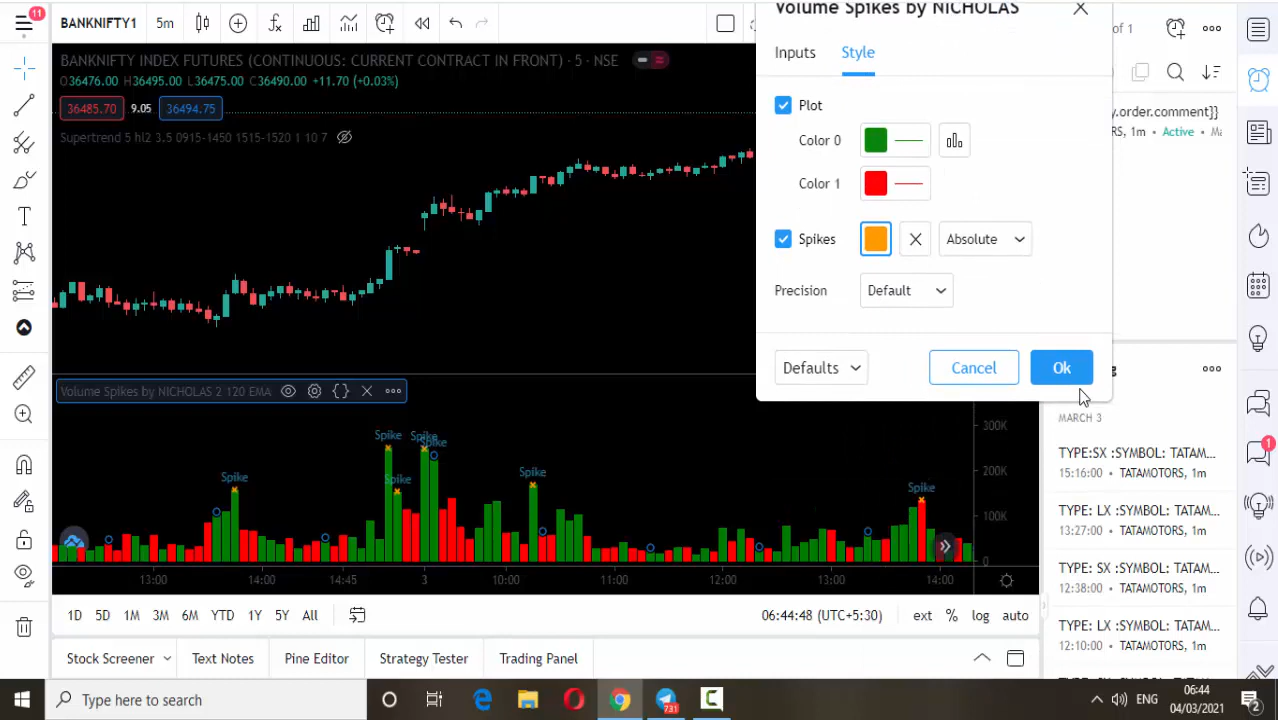 11
BANKNIFTY1
5m
Volume Spikes by NICHOLAS
of 1
BANKNIFTY INDEX FUTURES (CONTINUOUS: CURRENT CONTRACT IN FRONT) · 5 · NSE
O36476.00 H36495.00 L36475.00 C36490.00 +11.70 (+0.03%)
36485.70 9.05 36494.75
Supertrend 5 hl2 3.5 0915-1450 1515-1520 1 10 7
Inputs
Style
Plot
Color 0
Color 1
Spikes
Absolute
Precision
Default
Defaults
Cancel
Ok
y.order.comment}}
RS, 1m • Active •
Volume Spikes by NICHOLAS 2 120 EMA
Spike
Spike
Spike
Spike
Spike
Spike
Spike
300K
200K
100K
0
13:00 14:00 14:45 3 10:00 11:00 12:00 13:00 14:00
1D 5D 1M 3M 6M YTD 1Y 5Y All
06:44:48 (UTC+5:30)
ext % log auto
Stock Screener
Text Notes
Pine Editor
Strategy Tester
Trading Panel
MARCH 3
TYPE:SX :SYMBOL: TATAM...
15:16:00 • TATAMOTORS, 1m
TYPE: LX :SYMBOL: TATAM...
13:27:00 • TATAMOTORS, 1m
TYPE: SX :SYMBOL: TATAM...
12:38:00 • TATAMOTORS, 1m
TYPE: LX :SYMBOL: TATAM...
12:10:00 • TATAMOTORS, 1m
1
Type here to search
731
ENG
06:44
04/03/2021
2